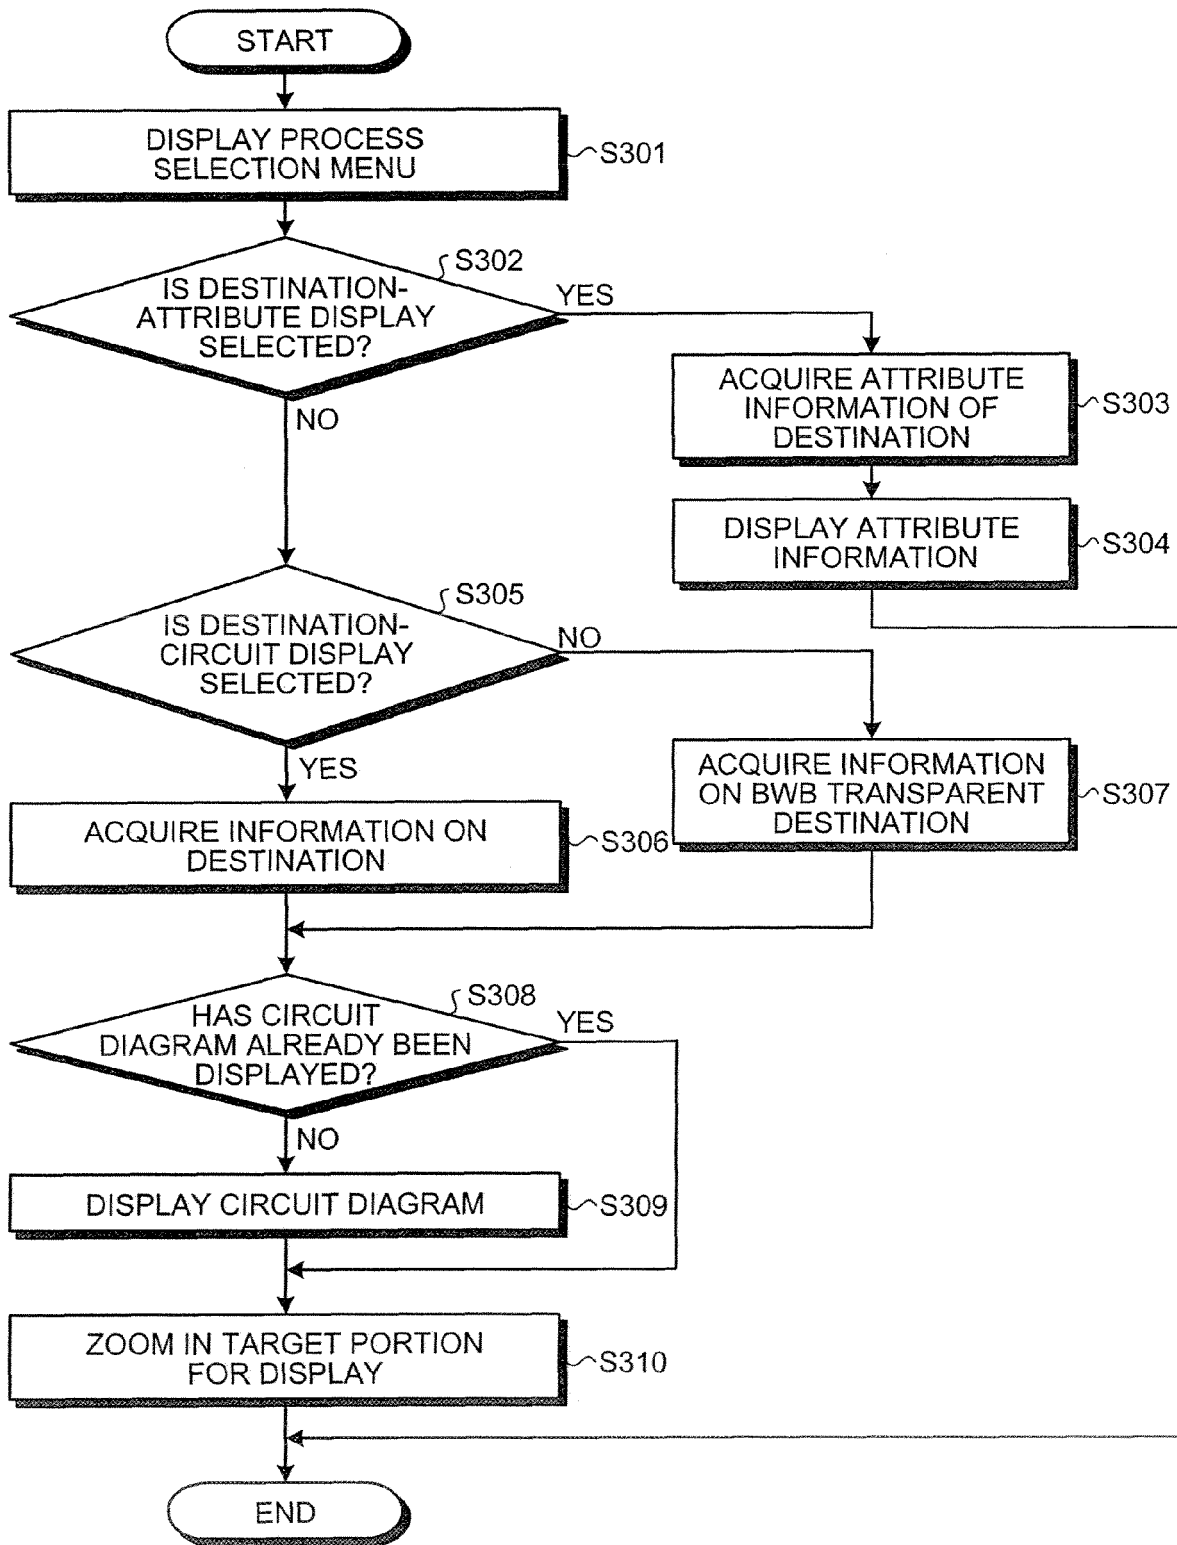 START
DISPLAY PROCESS
SELECTION MENU
S301
S302
IS DESTINATION-
ATTRIBUTE DISPLAY
SELECTED?
YES
NO
ACQUIRE ATTRIBUTE
INFORMATION OF
DESTINATION
S303
DISPLAY ATTRIBUTE
INFORMATION
S304
S305
IS DESTINATION-
CIRCUIT DISPLAY
SELECTED?
NO
YES
ACQUIRE INFORMATION ON
DESTINATION
S306
ACQUIRE INFORMATION
ON BWB TRANSPARENT
DESTINATION
S307
S308
HAS CIRCUIT
DIAGRAM ALREADY BEEN
DISPLAYED?
YES
NO
DISPLAY CIRCUIT DIAGRAM
S309
ZOOM IN TARGET PORTION
FOR DISPLAY
S310
END